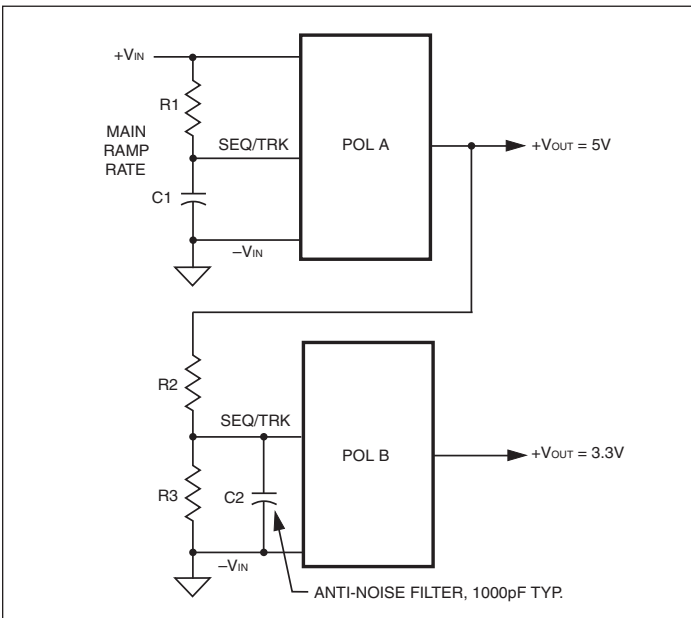 +VIN
R1
MAIN
RAMP
RATE
SEQ/TRK
POL A
+VOUT = 5V
C1
–VIN
R2
SEQ/TRK
POL B
+VOUT = 3.3V
R3
C2
–VIN
ANTI-NOISE FILTER, 1000pF TYP.